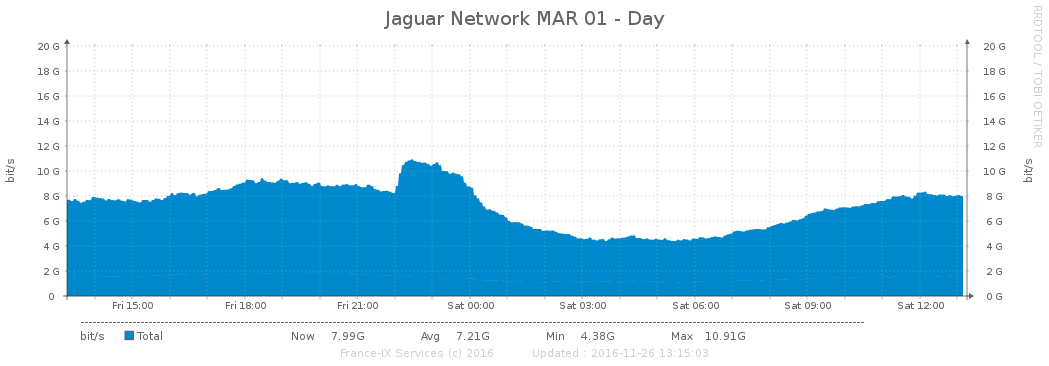 Jaguar Network MAR 01 - Day
RRDTOOL / TOBI OETIKER
bit/s
bit/s
20 G 20 G
18 G 18 G
16 G 16 G
14 G 14 G
12 G 12 G
10 G 10 G
8 G 8 G
6 G 6 G
4 G 4 G
2 G 2 G
0 0 G
Fri 15:00 Fri 18:00 Fri 21:00 Sat 00:00 Sat 03:00 Sat 06:00 Sat 09:00 Sat 12:00
bit/s Total Now 7.99G Avg 7.21G Min 4.38G Max 10.91G
France-IX Services (c) 2016 Updated : 2016-11-26 13:15:03